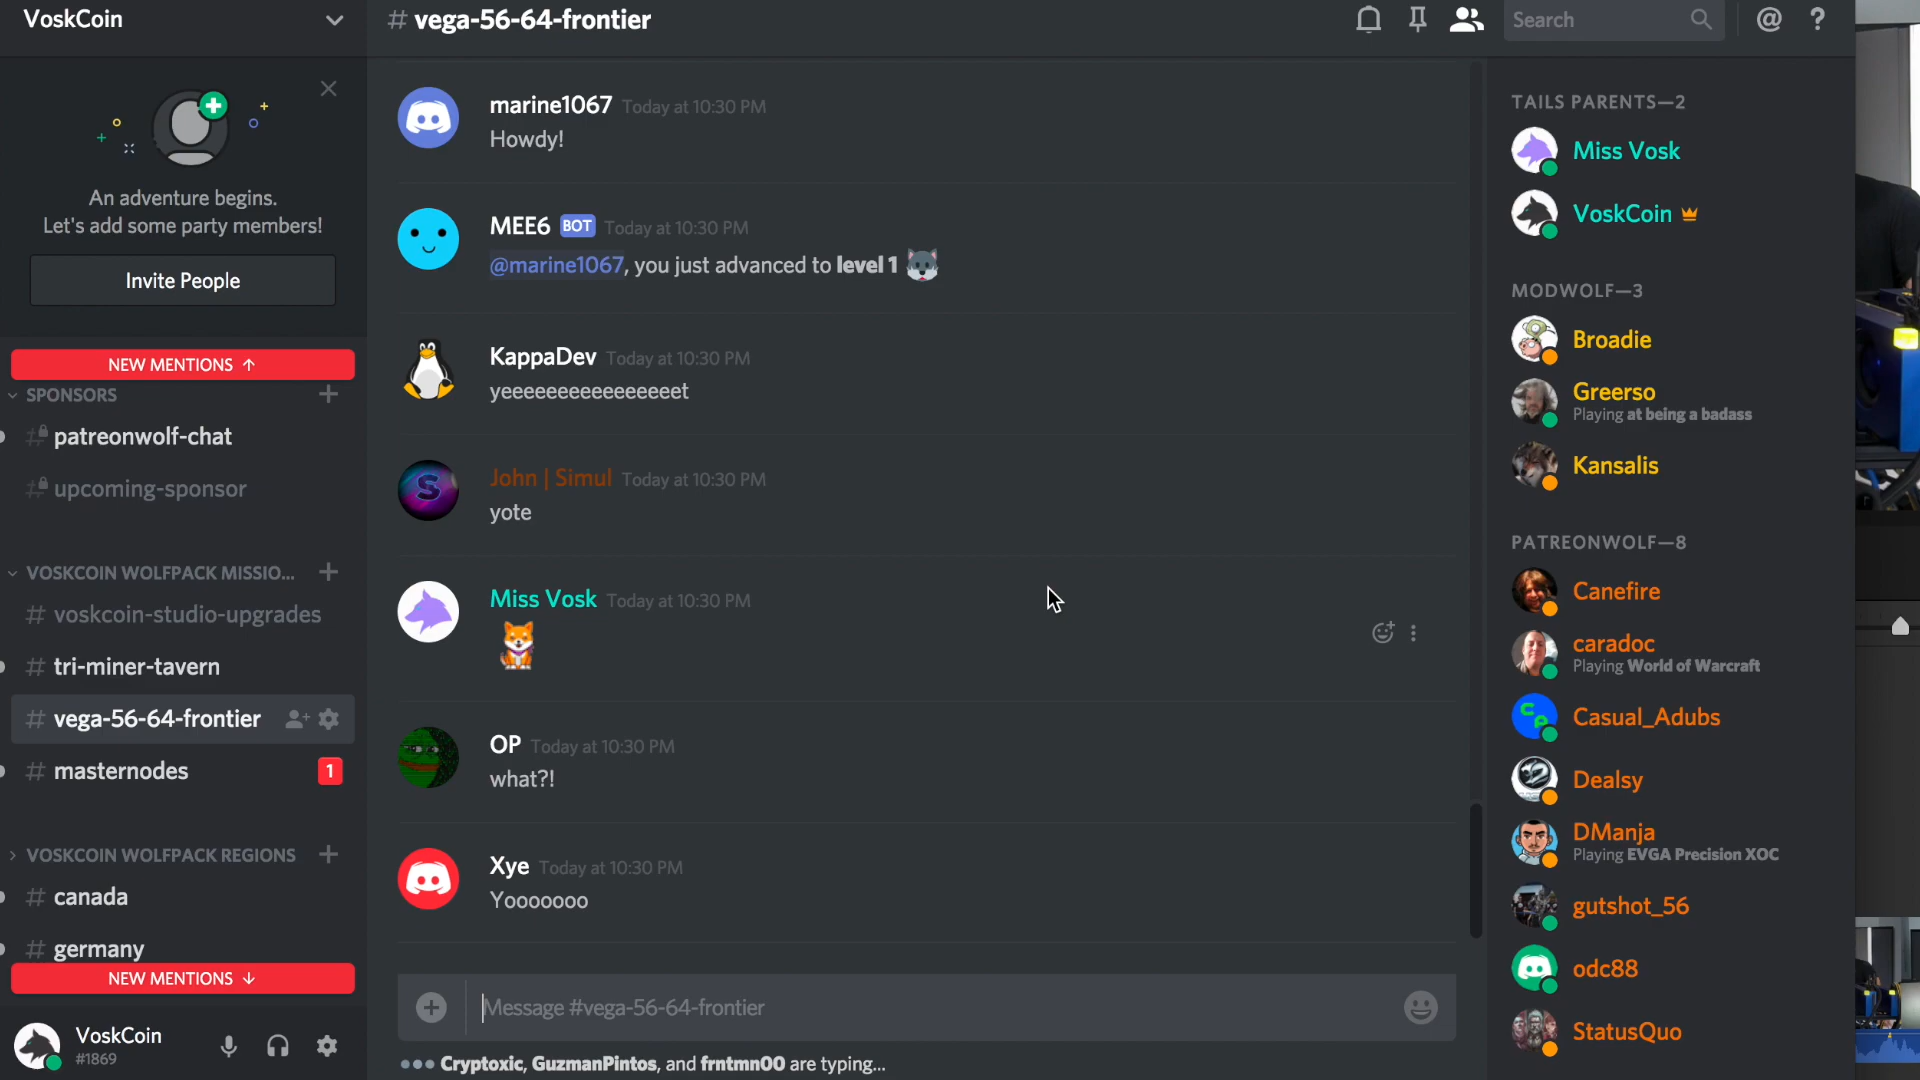 VoskCoin
An adventure begins.
Let's add some party members!
Invite People
NEW MENTIONS ↑
SPONSORS
# patreonwolf-chat
# upcoming-sponsor
VOSKCOIN WOLFPACK MISSIO...
# voskcoin-studio-upgrades
# tri-miner-tavern
# vega-56-64-frontier
# masternodes 1
VOSKCOIN WOLFPACK REGIONS
# canada
# germany
NEW MENTIONS ↓
VoskCoin
#1869
# vega-56-64-frontier
Search
@ ?
marine1067 Today at 10:30 PM
Howdy!
MEE6 BOT Today at 10:30 PM
@marine1067, you just advanced to level 1
KappaDev Today at 10:30 PM
yeeeeeeeeeeeeeeet
John | Simul Today at 10:30 PM
yote
Miss Vosk Today at 10:30 PM
OP Today at 10:30 PM
what?!
Xye Today at 10:30 PM
Yooooooo
Message #vega-56-64-frontier
Cryptoxic, GuzmanPintos, and frntmn00 are typing...
TAILS PARENTS—2
Miss Vosk
VoskCoin
MODWOLF—3
Broadie
Greerso
Playing at being a badass
Kansalis
PATREONWOLF—8
Canefire
caradoc
Playing World of Warcraft
Casual_Adubs
Dealsy
DManja
Playing EVGA Precision XOC
gutshot_56
odc88
StatusQuo